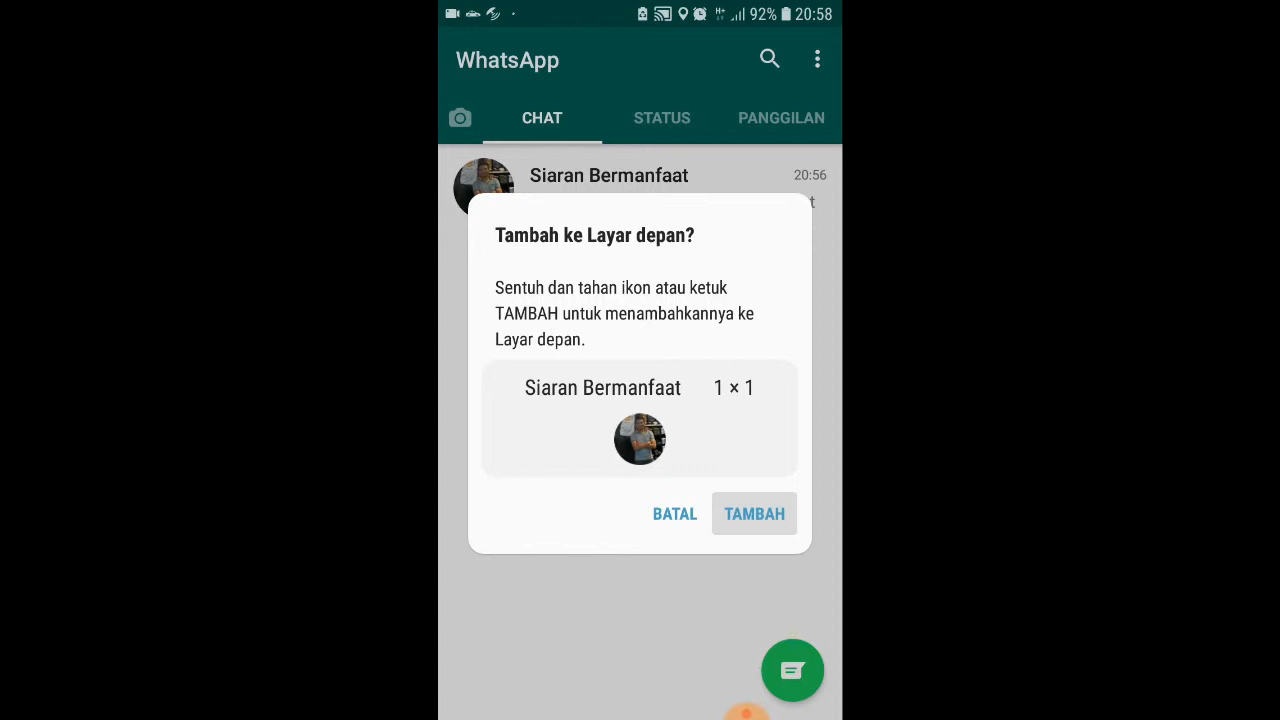 92% 20:58
WhatsApp
CHAT STATUS PANGGILAN
Siaran Bermanfaat 20:56
Tambah ke Layar depan?
Sentuh dan tahan ikon atau ketuk
TAMBAH untuk menambahkannya ke
Layar depan.
Siaran Bermanfaat 1 × 1
BATAL TAMBAH